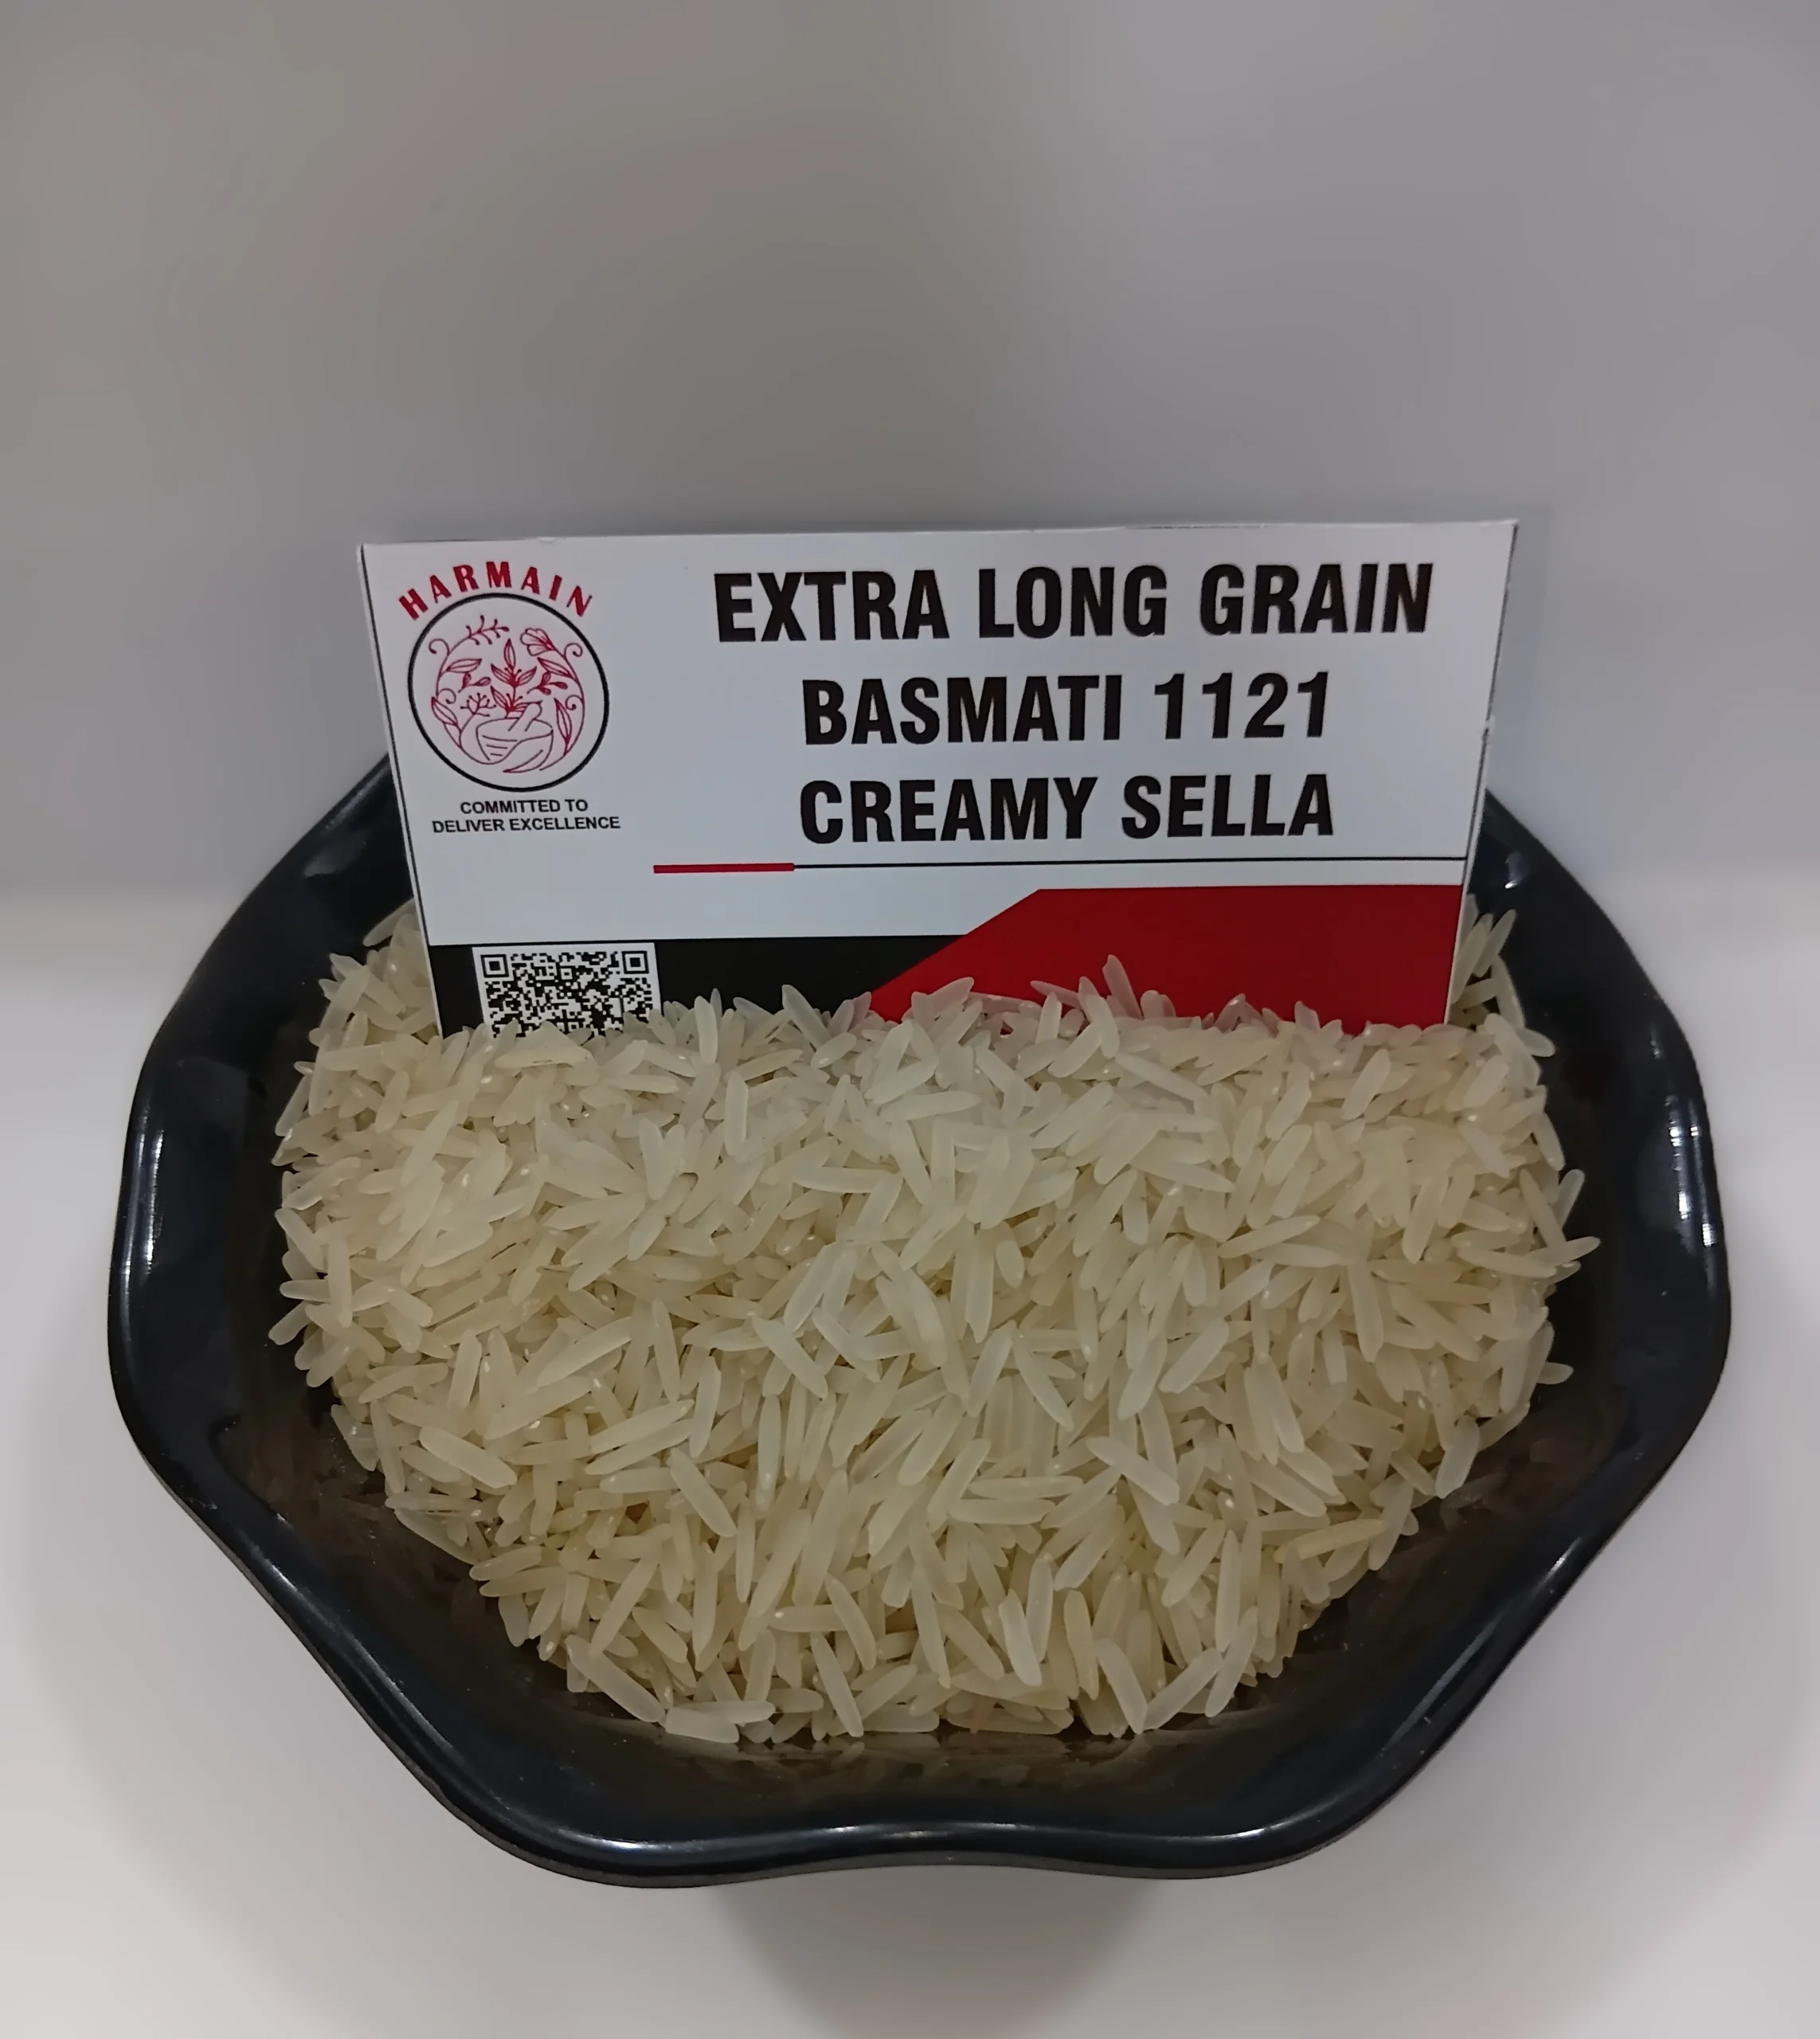 HARMAIN
COMMITTED TO
DELIVER EXCELLENCE
EXTRA LONG GRAIN
BASMATI 1121
CREAMY SELLA